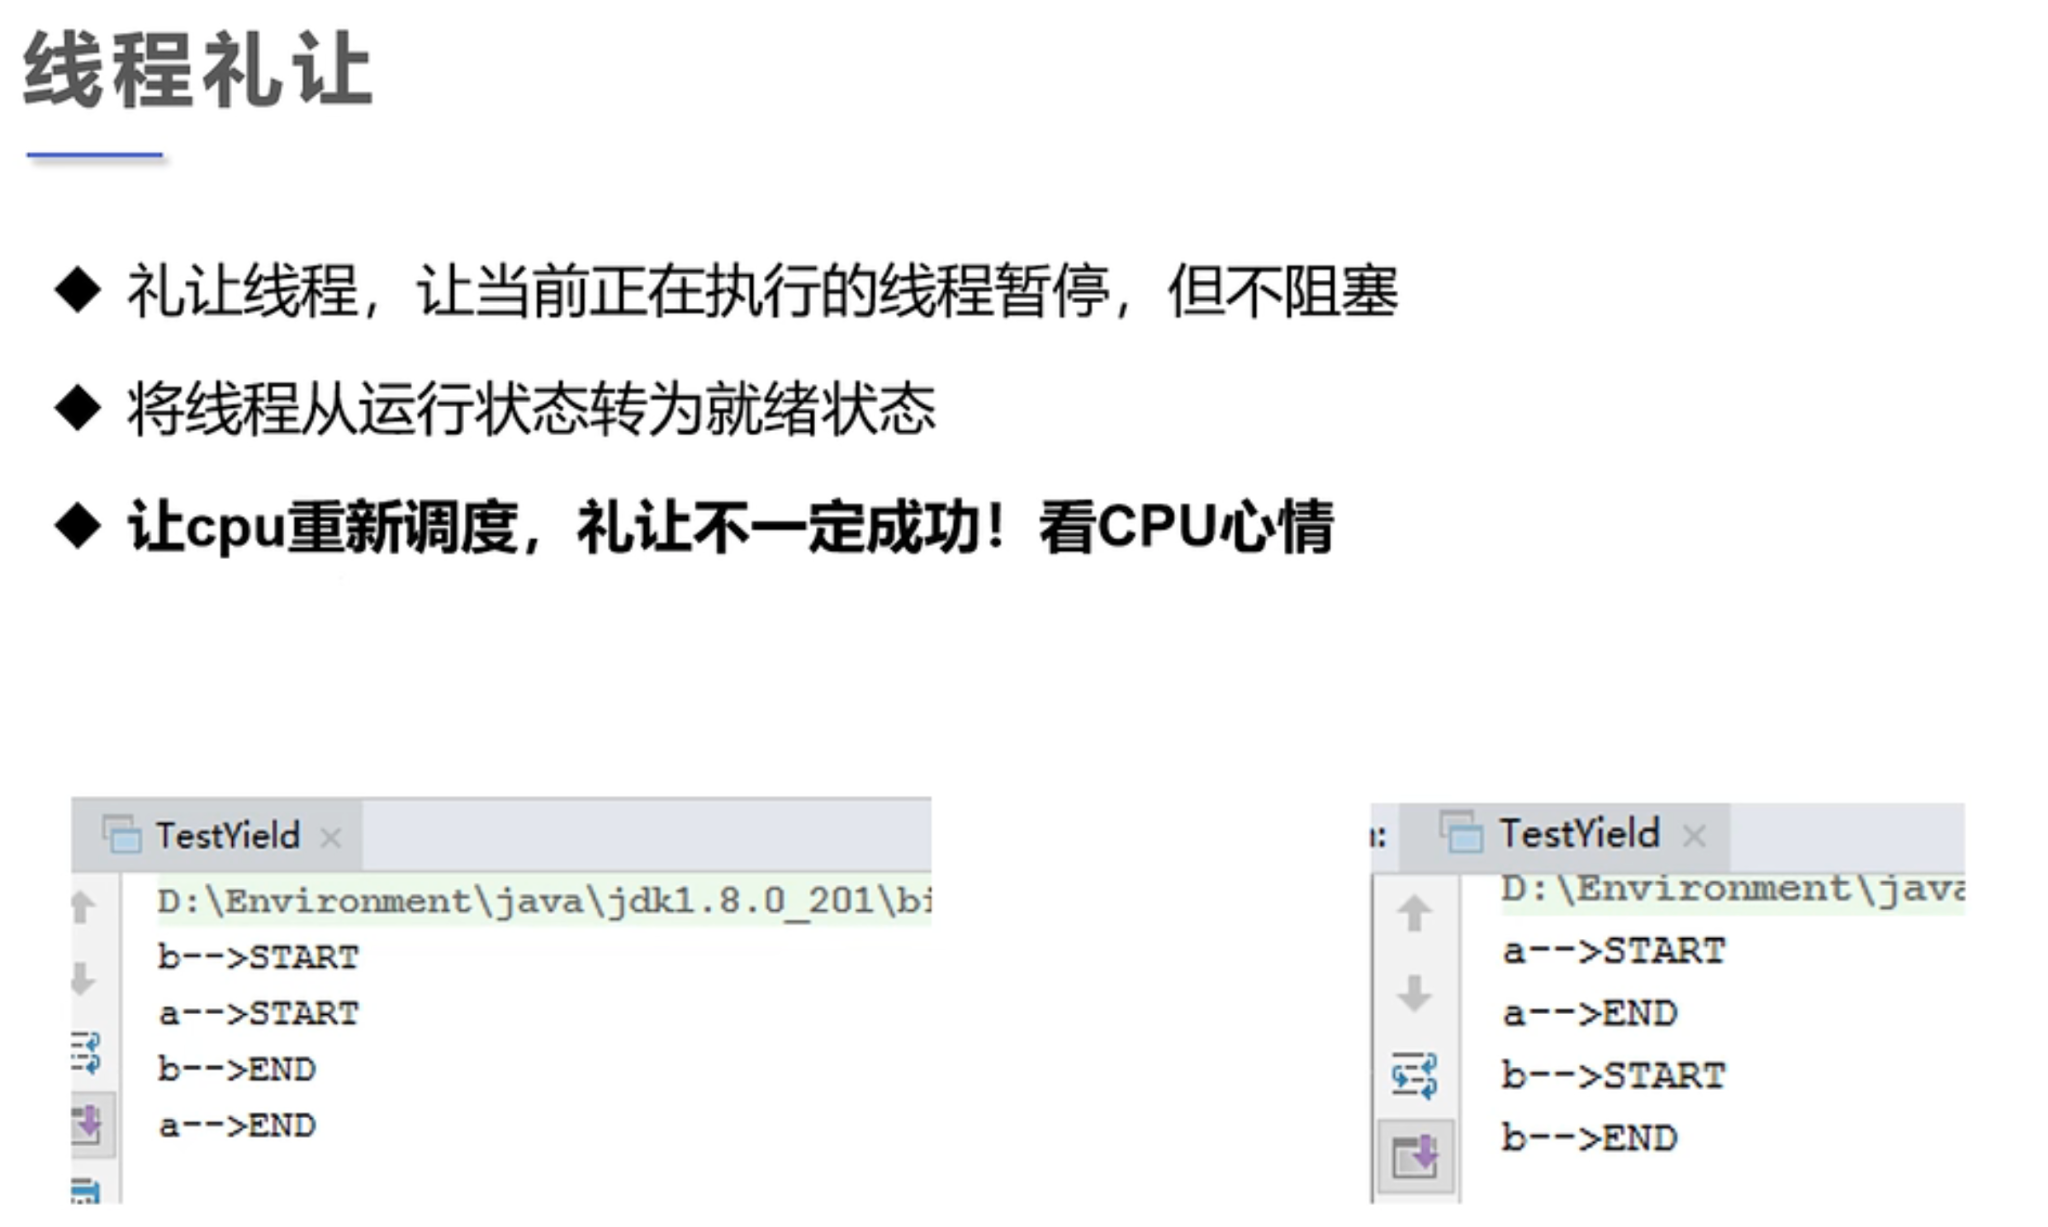 线程礼让
◆ 礼让线程，让当前正在执行的线程暂停，但不阻塞
◆ 将线程从运行状态转为就绪状态
◆ 让cpu重新调度，礼让不一定成功！看CPU心情
TestYield ×
D:\Environment\java\jdk1.8.0_201\bi
b-->START
a-->START
b-->END
a-->END
TestYield ×
D:\Environment\java
a-->START
a-->END
b-->START
b-->END